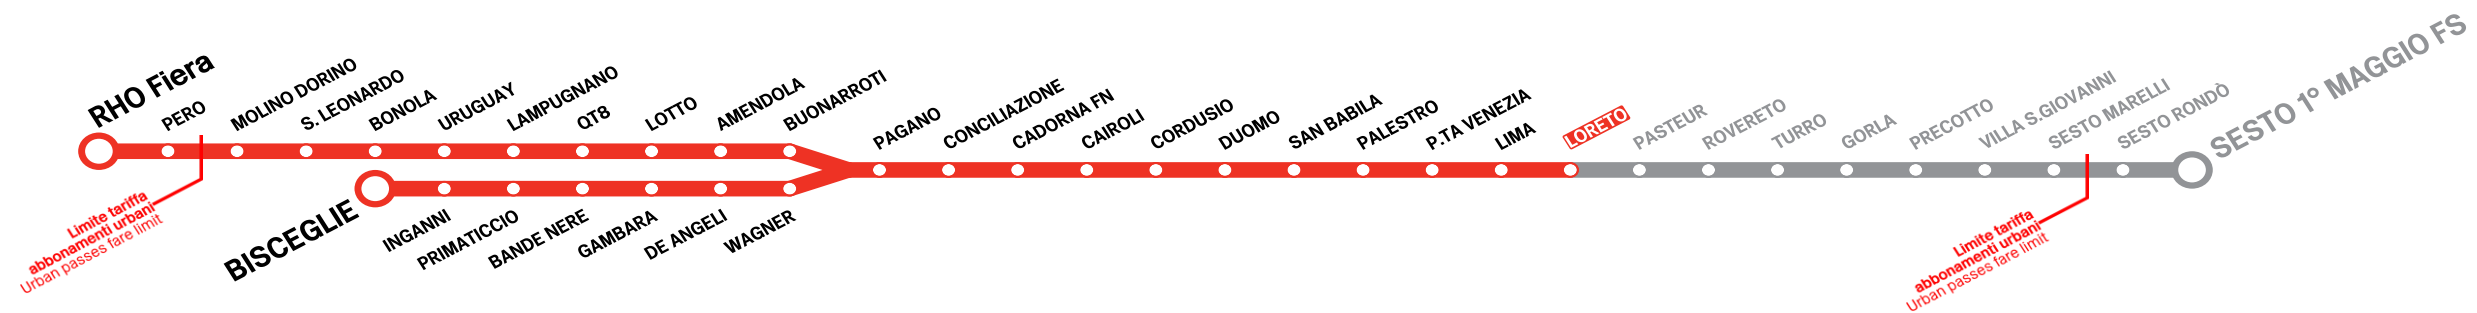 RHO Fiera
PERO
MOLINO DORINO
S. LEONARDO
BONOLA
URUGUAY
LAMPUGNANO
QT8
LOTTO
AMENDOLA
BUONARROTI
PAGANO
CONCILIAZIONE
CADORNA FN
CAIROLI
CORDUSIO
DUOMO
SAN BABILA
PALESTRO
P.TA VENEZIA
LIMA
LORETO
PASTEUR
ROVERETO
TURRO
GORLA
PRECOTTO
VILLA S.GIOVANNI
SESTO MARELLI
SESTO RONDÒ
SESTO 1° MAGGIO FS
Limite tariffa
abbonamenti urbani
Urban passes fare limit
BISCEGLIE
INGANNI
PRIMATICCIO
BANDE NERE
GAMBARA
DE ANGELI
WAGNER
Limite tariffa
abbonamenti urbani
Urban passes fare limit